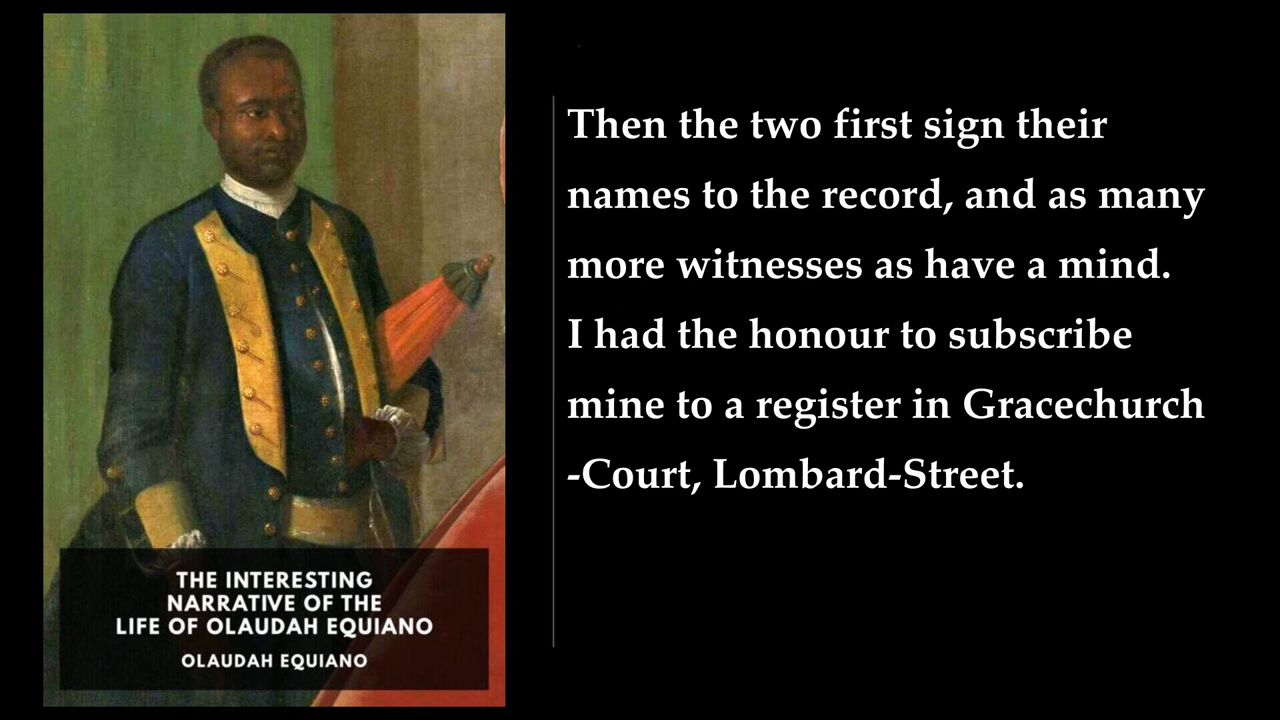 THE INTERESTING
NARRATIVE OF THE
LIFE OF OLAUDAH EQUIANO
OLAUDAH EQUIANO
Then the two first sign their
names to the record, and as many
more witnesses as have a mind.
I had the honour to subscribe
mine to a register in Gracechurch
-Court, Lombard-Street.